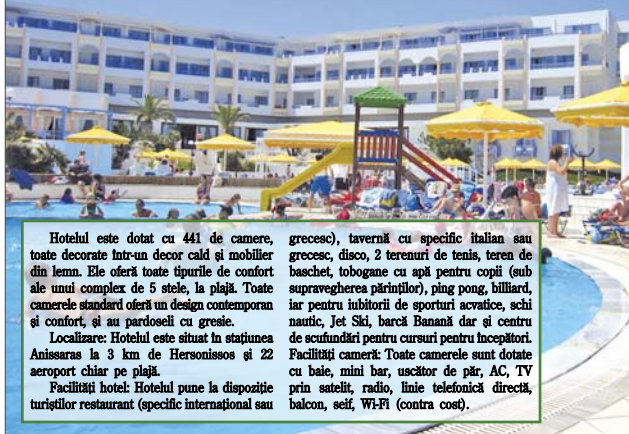 Hotelul este dotat cu 441 de camere,
toate decorate într-un decor cald și mobilier
din lemn. Ele oferă toate tipurile de confort
ale unui complex de 5 stele, la plajă. Toate
camerele standard oferă un design contemporan
și confort, și au pardoseli cu gresie.
Localizare: Hotelul este situat în stațiunea
Anissaras la 3 km de Hersonissos și 22
aeroport chiar pe plajă.
Facilități hotel: Hotelul pune la dispoziție
turiștilor restaurant (specific internațional sau
grecesc), tavernă cu specific italian sau
grecesc, disco, 2 terenuri de tenis, teren de
baschet, tobogane cu apă pentru copii (sub
supravegherea părinților), ping pong, billiard,
iar pentru iubitorii de sporturi acvatice, schi
nautic, Jet Ski, barcă Banană dar și centru
de scufundări pentru cursuri pentru începători.
Facilități cameră: Toate camerele sunt dotate
cu baie, mini bar, uscător de păr, AC, TV
prin satelit, radio, linie telefonică directă,
balcon, seif, Wi-Fi (contra cost).